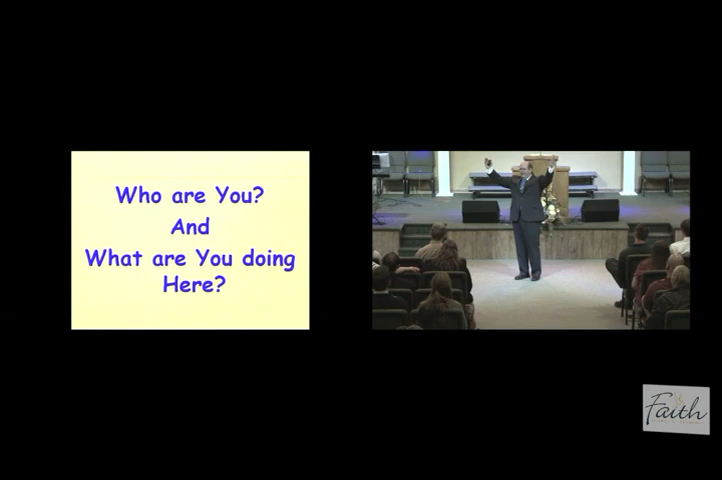 Who are You?
And
What are You doing
Here?
Faith